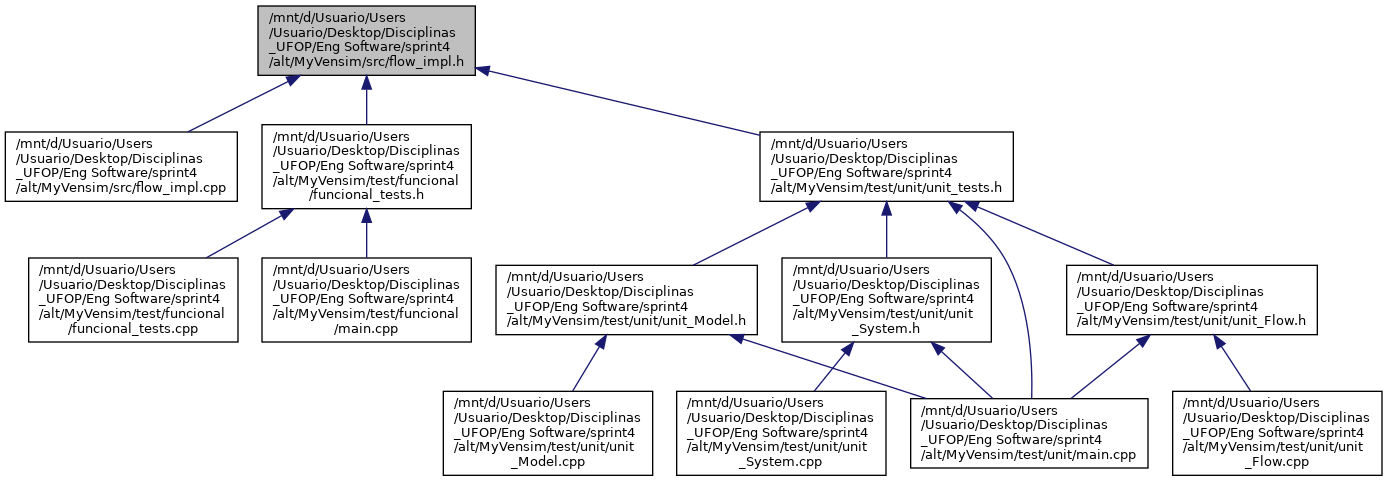 /mnt/d/Usuario/Users
/Usuario/Desktop/Disciplinas
_UFOP/Eng Software/sprint4
/alt/MyVensim/src/flow_impl.h
/mnt/d/Usuario/Users
/Usuario/Desktop/Disciplinas
_UFOP/Eng Software/sprint4
/alt/MyVensim/src/flow_impl.cpp
/mnt/d/Usuario/Users
/Usuario/Desktop/Disciplinas
_UFOP/Eng Software/sprint4
/alt/MyVensim/test/funcional
/funcional_tests.h
/mnt/d/Usuario/Users
/Usuario/Desktop/Disciplinas
_UFOP/Eng Software/sprint4
/alt/MyVensim/test/unit/unit_tests.h
/mnt/d/Usuario/Users
/Usuario/Desktop/Disciplinas
_UFOP/Eng Software/sprint4
/alt/MyVensim/test/funcional
/funcional_tests.cpp
/mnt/d/Usuario/Users
/Usuario/Desktop/Disciplinas
_UFOP/Eng Software/sprint4
/alt/MyVensim/test/funcional
/main.cpp
/mnt/d/Usuario/Users
/Usuario/Desktop/Disciplinas
_UFOP/Eng Software/sprint4
/alt/MyVensim/test/unit/unit_Model.h
/mnt/d/Usuario/Users
/Usuario/Desktop/Disciplinas
_UFOP/Eng Software/sprint4
/alt/MyVensim/test/unit/unit
_System.h
/mnt/d/Usuario/Users
/Usuario/Desktop/Disciplinas
_UFOP/Eng Software/sprint4
/alt/MyVensim/test/unit/unit_Flow.h
/mnt/d/Usuario/Users
/Usuario/Desktop/Disciplinas
_UFOP/Eng Software/sprint4
/alt/MyVensim/test/unit/unit
_Model.cpp
/mnt/d/Usuario/Users
/Usuario/Desktop/Disciplinas
_UFOP/Eng Software/sprint4
/alt/MyVensim/test/unit/unit
_System.cpp
/mnt/d/Usuario/Users
/Usuario/Desktop/Disciplinas
_UFOP/Eng Software/sprint4
/alt/MyVensim/test/unit/main.cpp
/mnt/d/Usuario/Users
/Usuario/Desktop/Disciplinas
_UFOP/Eng Software/sprint4
/alt/MyVensim/test/unit/unit
_Flow.cpp